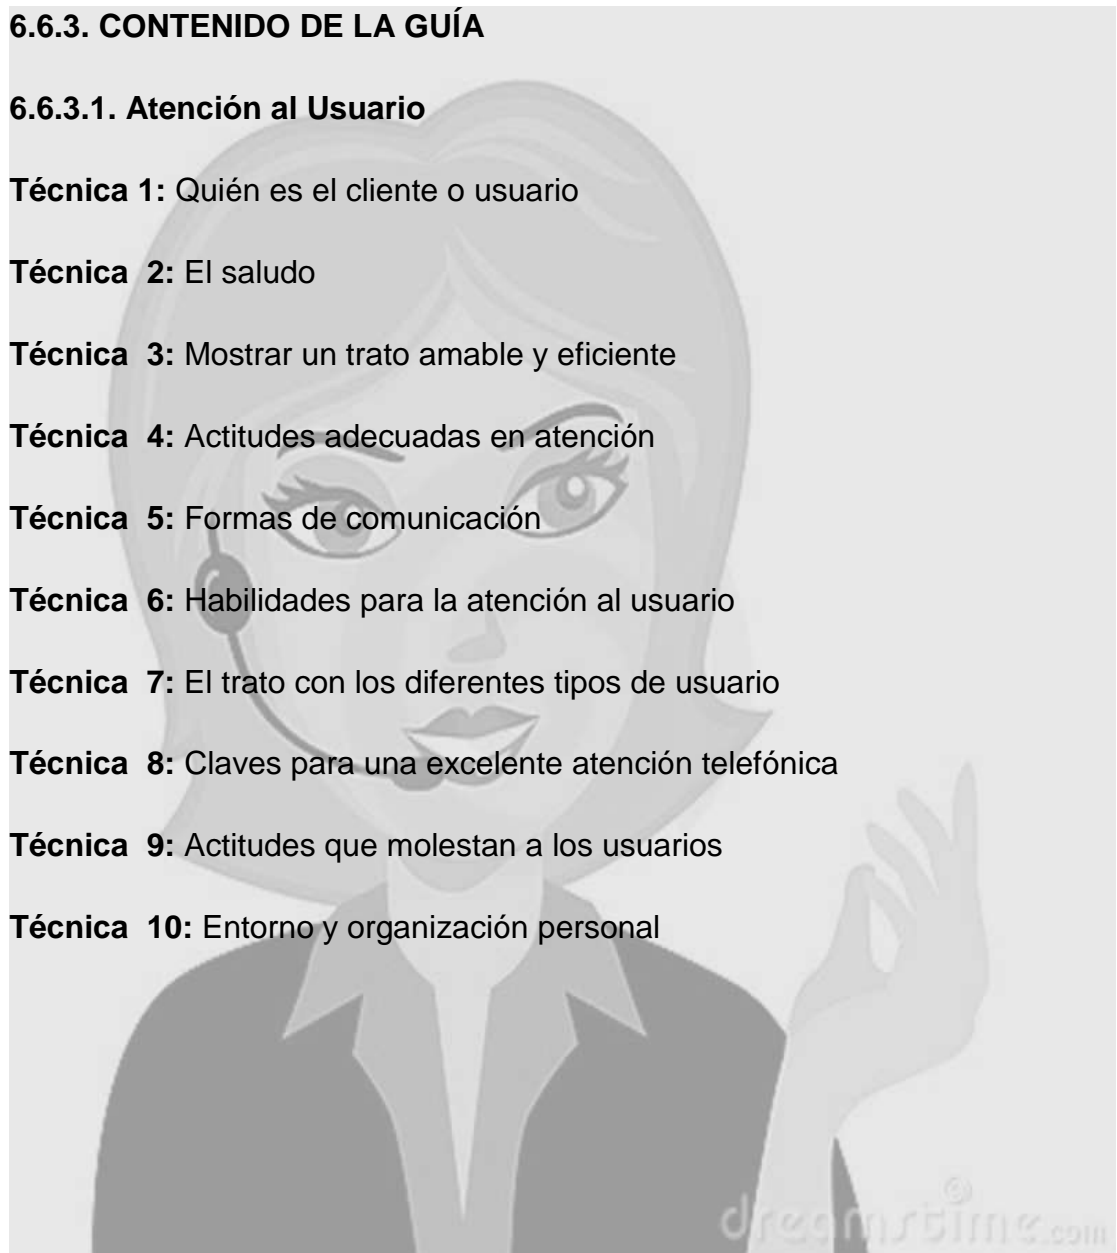 6.6.3. CONTENIDO DE LA GUÍA
6.6.3.1. Atención al Usuario
Técnica 1: Quién es el cliente o usuario
Técnica  2: El saludo
Técnica  3: Mostrar un trato amable y eficiente
Técnica  4: Actitudes adecuadas en atención
Técnica  5: Formas de comunicación
Técnica  6: Habilidades para la atención al usuario
Técnica  7: El trato con los diferentes tipos de usuario
Técnica  8: Claves para una excelente atención telefónica
Técnica  9: Actitudes que molestan a los usuarios
Técnica  10: Entorno y organización personal
dreamstime.com